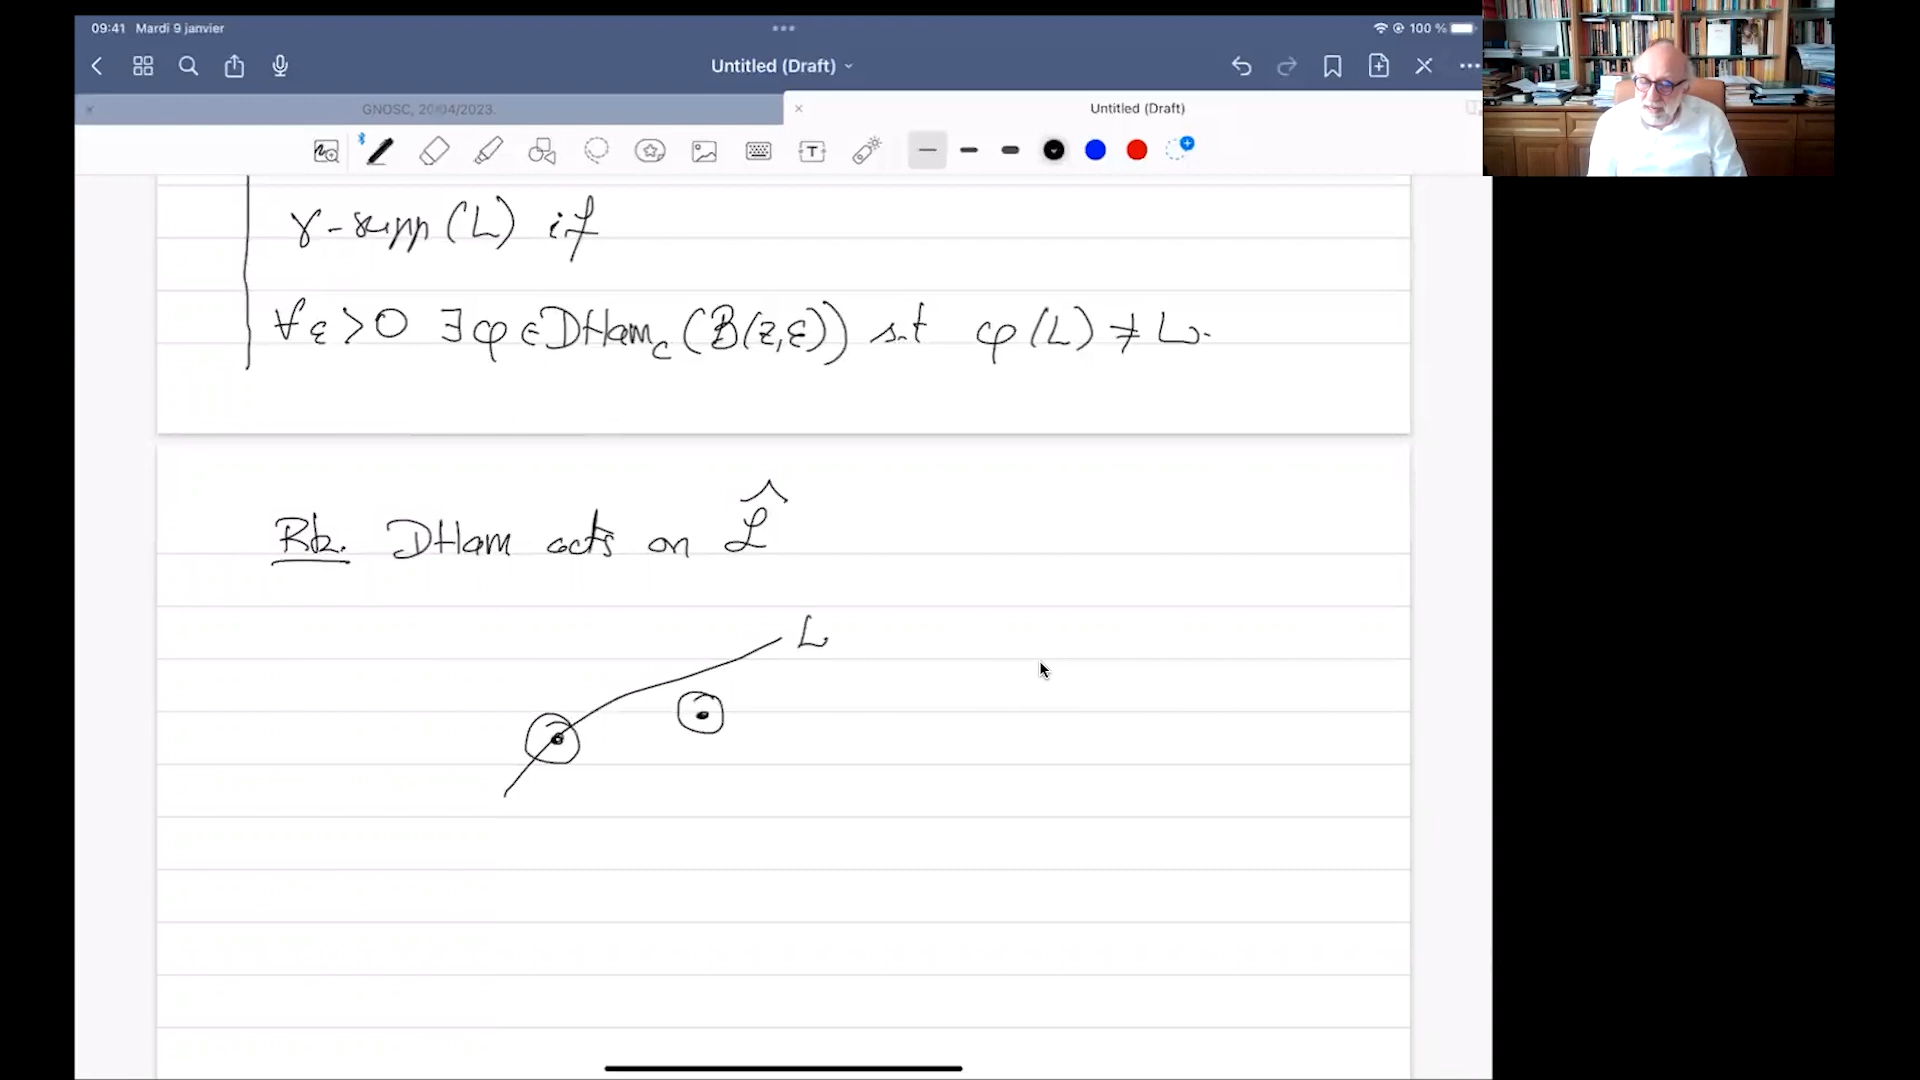 09:41 Mardi 9 janvier
100 %
Untitled (Draft)
GNOSC, 20/04/2023.
Untitled (Draft)
γ-supp(L) if
∀ε>0 ∃φ∈DHam_c(B(z,ε)) s.t φ(L)≠L.
Rk. DHam acts on \hat{𝓛}
L